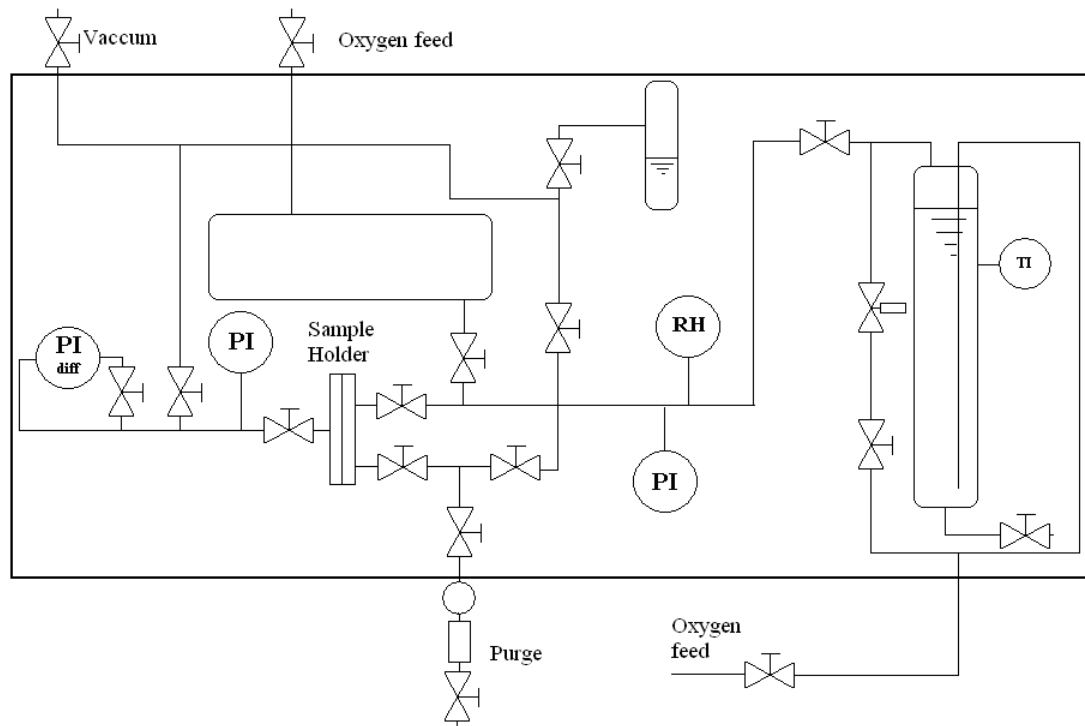 Vaccum
Oxygen feed
TI
RH
Sample
Holder
PI
PI
diff
PI
Oxygen
feed
Purge